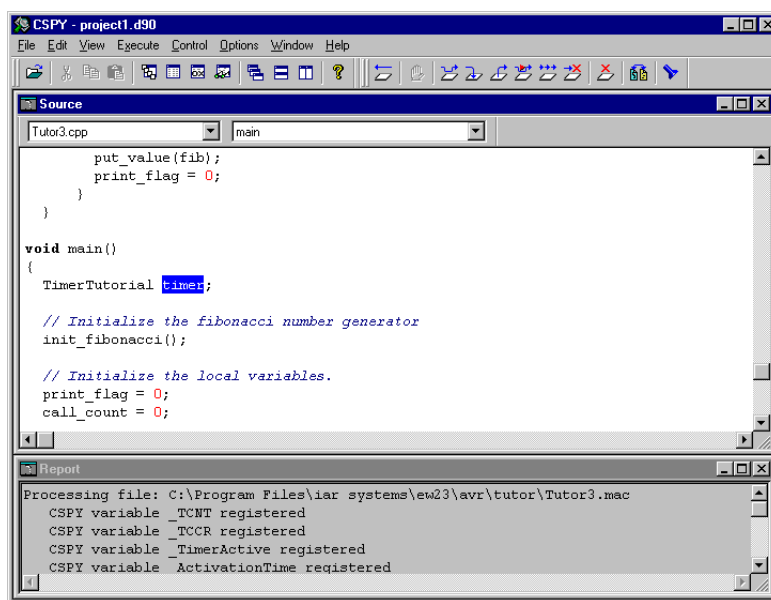 CSPY - project1.d90
File Edit View Execute Control Options Window Help
Source
Tutor3.cpp main
put_value(fib);
print_flag = 0;
}
}
void main()
{
TimerTutorial timer;
// Initialize the fibonacci number generator
init_fibonacci();
// Initialize the local variables.
print_flag = 0;
call_count = 0;
Report
Processing file: C:\Program Files\iar systems\ew23\avr\tutor\Tutor3.mac
CSPY variable _TCNT registered
CSPY variable _TCCR registered
CSPY variable _TimerActive registered
CSPY variable _ActivationTime registered